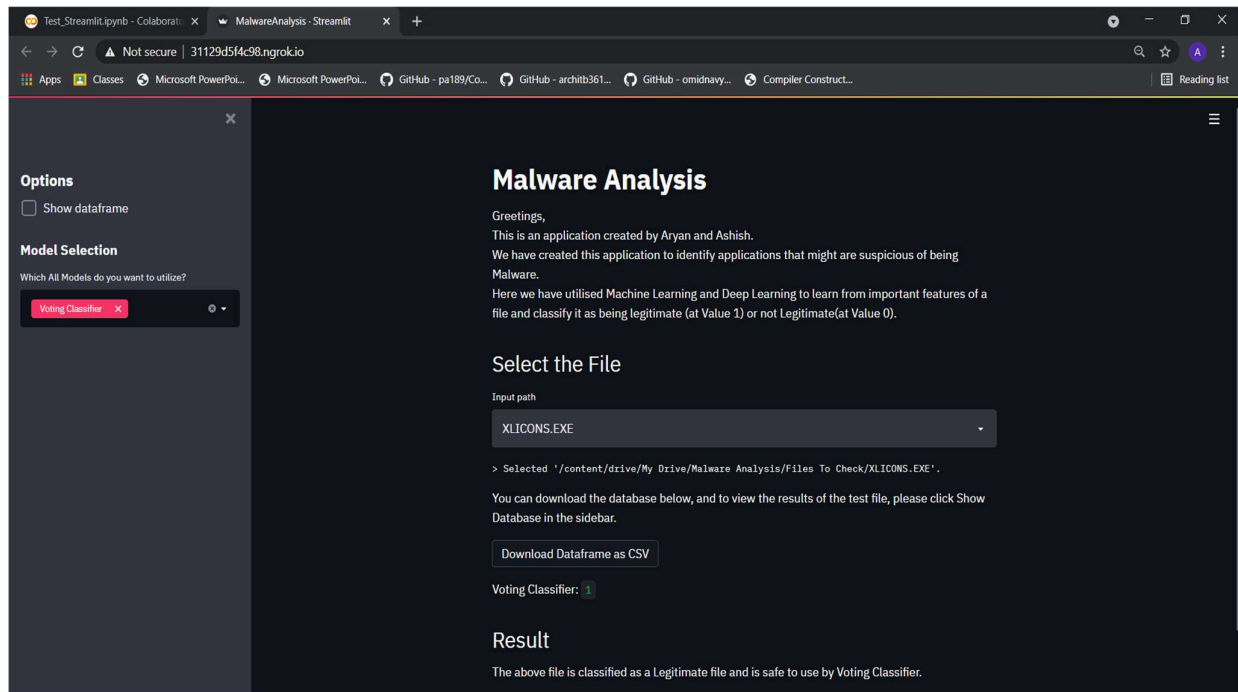 Test_Streamlit.ipynb - Colaborato
MalwareAnalysis · Streamlit
Not secure | 31129d5f4c98.ngrok.io
A
Apps
Classes
Microsoft PowerPoi...
Microsoft PowerPoi...
GitHub - pa189/Co...
GitHub - architb361...
GitHub - omidnavy...
Compiler Construct...
Reading list
Options
Show dataframe
Model Selection
Which All Models do you want to utilize?
Voting Classifier
Malware Analysis
Greetings,
This is an application created by Aryan and Ashish.
We have created this application to identify applications that might are suspicious of being
Malware.
Here we have utilised Machine Learning and Deep Learning to learn from important features of a
file and classify it as being legitimate (at Value 1) or not Legitimate(at Value 0).
Select the File
Input path
XLICONS.EXE
> Selected '/content/drive/My Drive/Malware Analysis/Files To Check/XLICONS.EXE'.
You can download the database below, and to view the results of the test file, please click Show
Database in the sidebar.
Download Dataframe as CSV
Voting Classifier: 1
Result
The above file is classified as a Legitimate file and is safe to use by Voting Classifier.